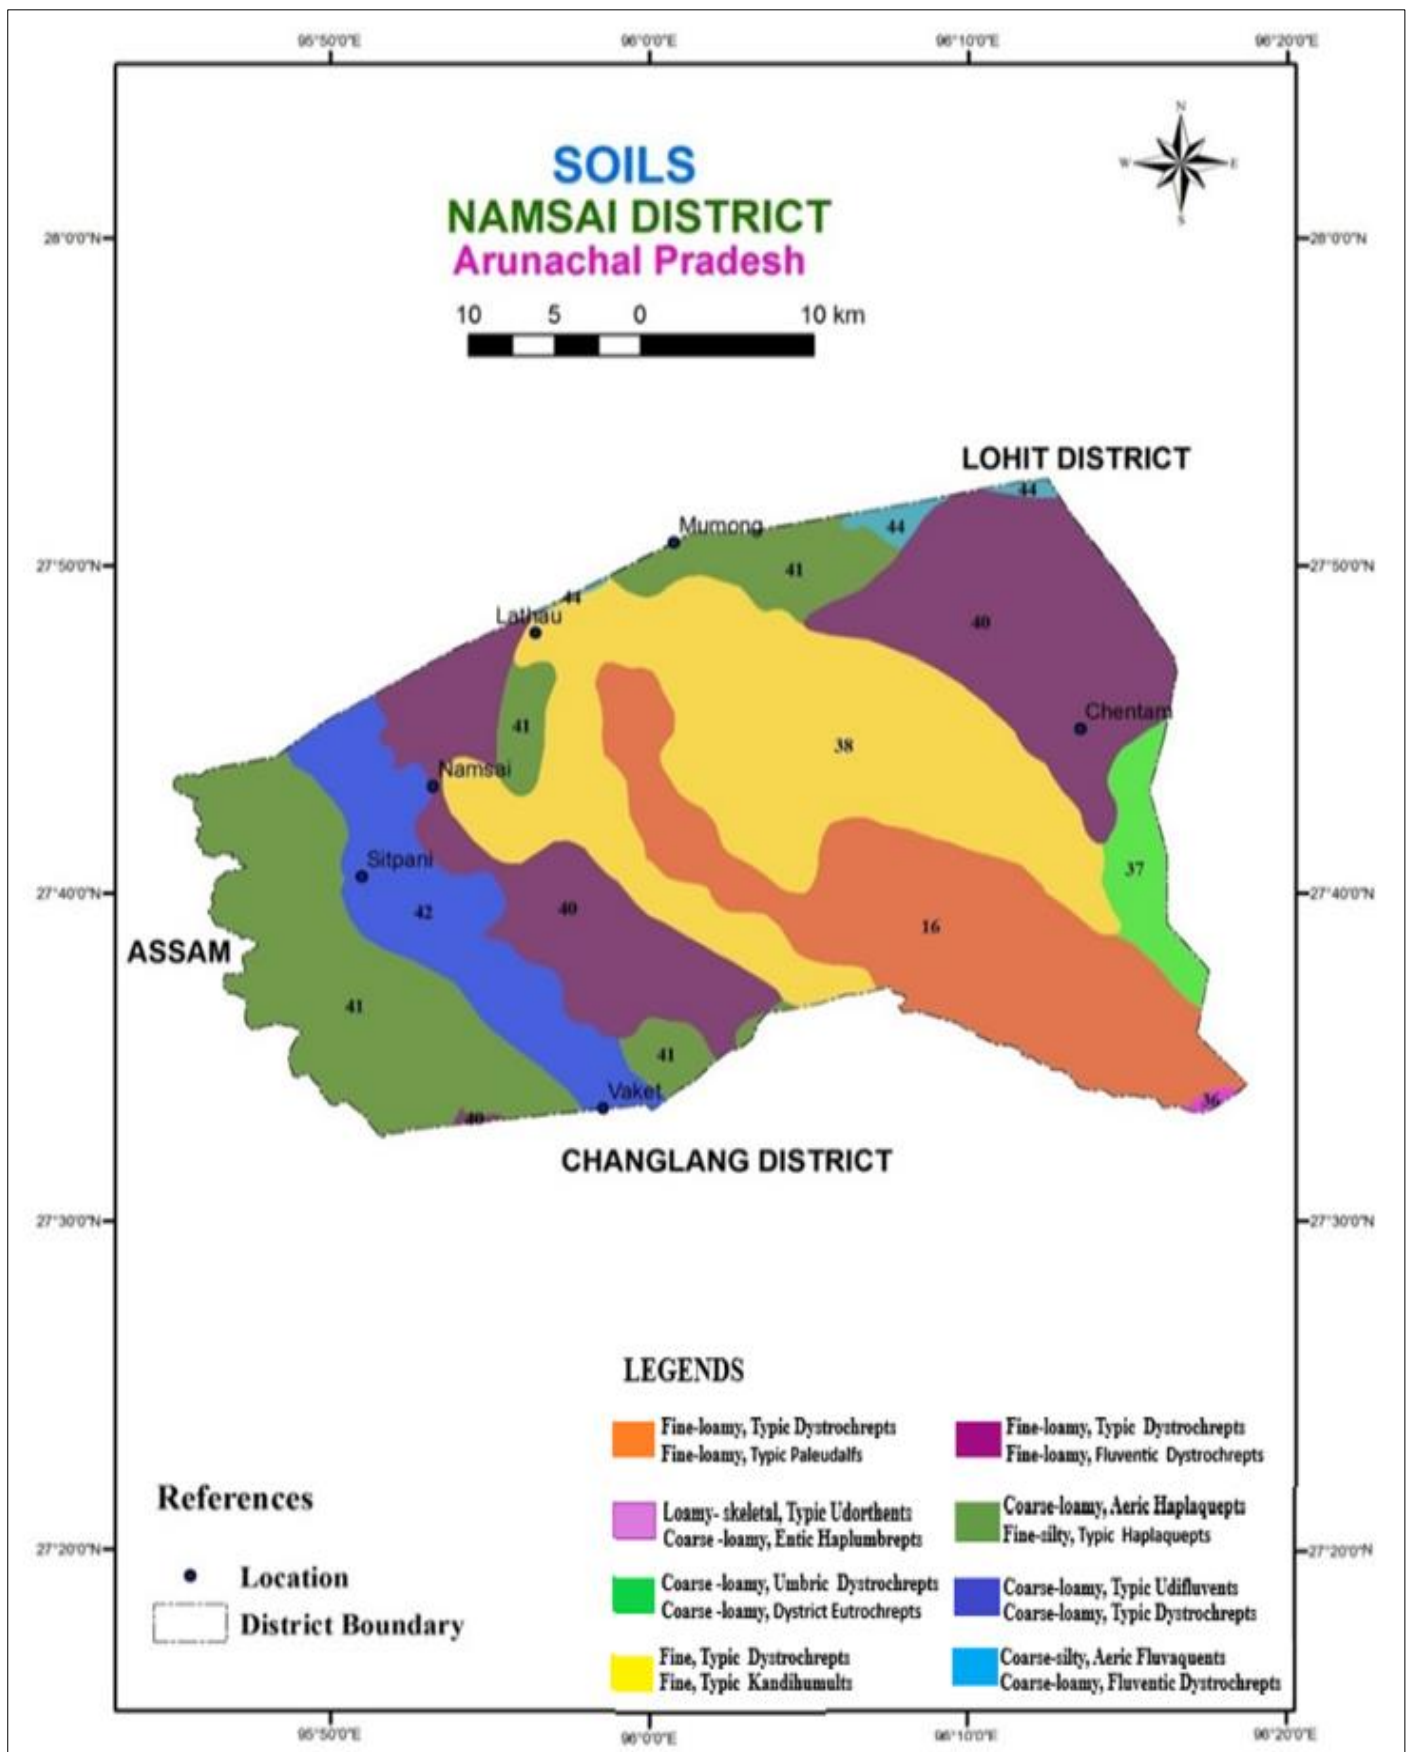 95°50'0"E 96°0'0"E 96°10'0"E 96°20'0"E
N
W E
S
SOILS
NAMSAI DISTRICT
Arunachal Pradesh
28°0'0"N 28°0'0"N
10 5 0 10 km
LOHIT DISTRICT
44
Mumong
44
27°50'0"N 27°50'0"N
41
44
Lathau
40
Chentam
41
38
Namsai
Sitpani
37
27°40'0"N 27°40'0"N
42
40
16
ASSAM
41
41
Vaket
36
40
CHANGLANG DISTRICT
27°30'0"N 27°30'0"N
LEGENDS
Fine-loamy, Typic Dystrochrepts
Fine-loamy, Typic Paleudalfs
Loamy- skeletal, Typic Udorthents
Coarse -loamy, Entic Haplumbrepts
Coarse -loamy, Umbric Dystrochrepts
Coarse -loamy, Dystrict Eutrochrepts
Fine, Typic Dystrochrepts
Fine, Typic Kandihumults
Fine-loamy, Typic Dystrochrepts
Fine-loamy, Fluventic Dystrochrepts
Coarse-loamy, Aeric Haplaquepts
Fine-silty, Typic Haplaquepts
Coarse-loamy, Typic Udifluvents
Coarse-loamy, Typic Dystrochrepts
Coarse-silty, Aeric Fluvaquents
Coarse-loamy, Fluventic Dystrochrepts
References
Location
District Boundary
27°20'0"N 27°20'0"N
95°50'0"E 96°0'0"E 96°10'0"E 96°20'0"E